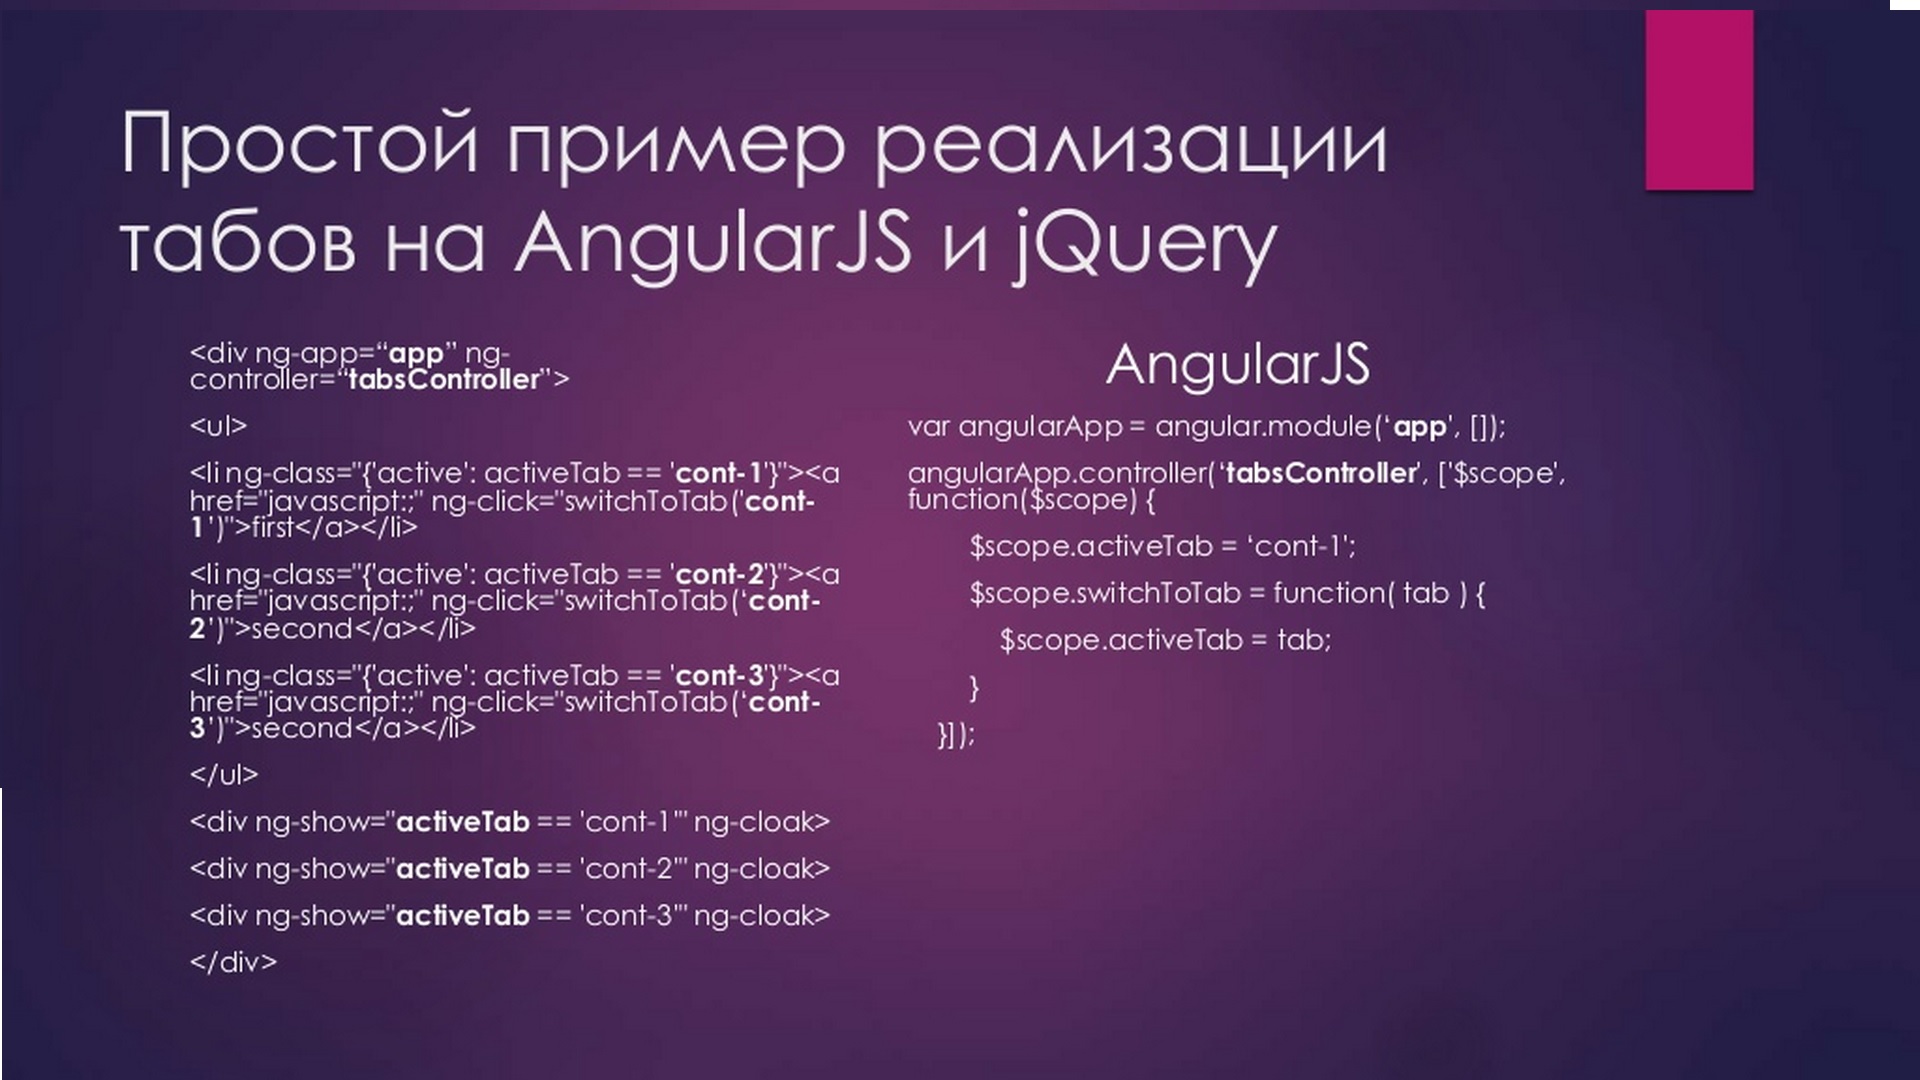 Простой пример реализации
табов на AngularJS и jQuery
<div ng-app=“app” ng-
controller=“tabsController”>
<ul>
<li ng-class="{'active': activeTab == 'cont-1'}"><a
href="javascript:;" ng-click="switchToTab('cont-
1')">first</a></li>
<li ng-class="{'active': activeTab == 'cont-2'}"><a
href="javascript:;" ng-click="switchToTab(‘cont-
2')">second</a></li>
<li ng-class="{'active': activeTab == 'cont-3'}"><a
href="javascript:;" ng-click="switchToTab(‘cont-
3')">second</a></li>
</ul>
<div ng-show="activeTab == 'cont-1'" ng-cloak>
<div ng-show="activeTab == 'cont-2'" ng-cloak>
<div ng-show="activeTab == 'cont-3'" ng-cloak>
</div>
AngularJS
var angularApp = angular.module(‘app', []);
angularApp.controller(‘tabsController', ['$scope',
function($scope) {
$scope.activeTab = ‘cont-1';
$scope.switchToTab = function( tab ) {
$scope.activeTab = tab;
}
}]);